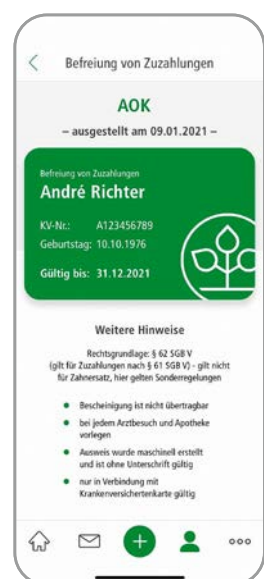 Befreiung von Zuzahlungen
AOK
– ausgestellt am 09.01.2021 –
Befreiung von Zuzahlungen
André Richter
KV-Nr.: A123456789
Geburtstag: 10.10.1976
Gültig bis: 31.12.2021
Weitere Hinweise
Rechtsgrundlage: § 62 SGB V
(gilt für Zuzahlungen nach § 61 SGB V) - gilt nicht
für Zahnersatz, hier gelten Sonderregelungen
Bescheinigung ist nicht übertragbar
bei jedem Arztbesuch und Apotheke
vorlegen
Ausweis wurde maschinell erstellt
und ist ohne Unterschrift gültig
nur in Verbindung mit
Krankenversichertenkarte gültig